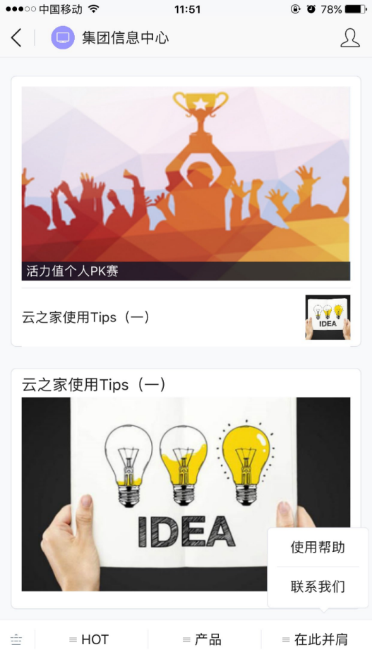 中国移动
11:51
78%
集团信息中心
活力值个人PK赛
云之家使用Tips（一）
IDEA
云之家使用Tips（一）
IDEA
使用帮助
联系我们
HOT
产品
在此并肩